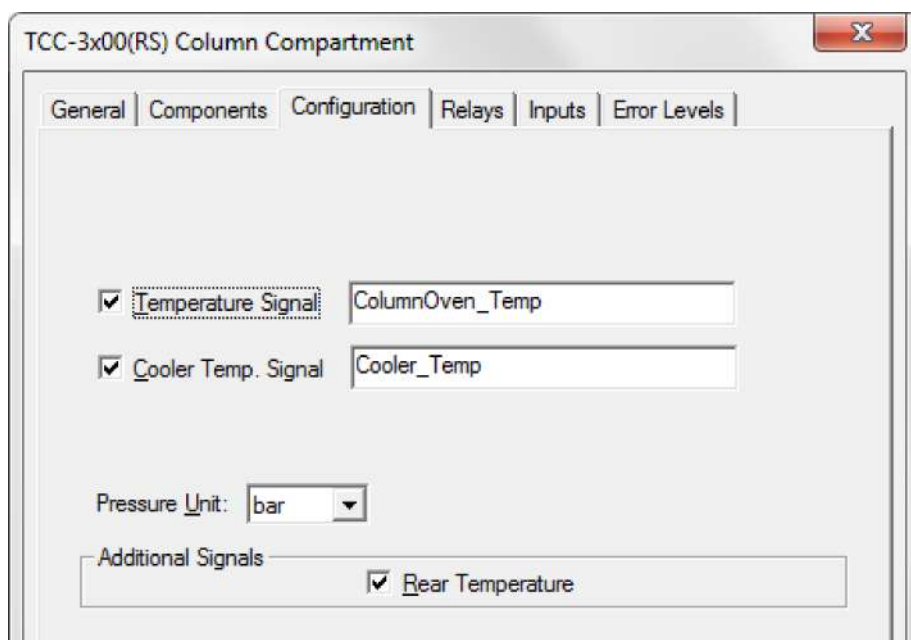 TCC-3x00(RS) Column Compartment
General Components Configuration Relays Inputs Error Levels
Temperature Signal ColumnOven_Temp
Cooler Temp. Signal Cooler_Temp
Pressure Unit: bar
Additional Signals
Rear Temperature